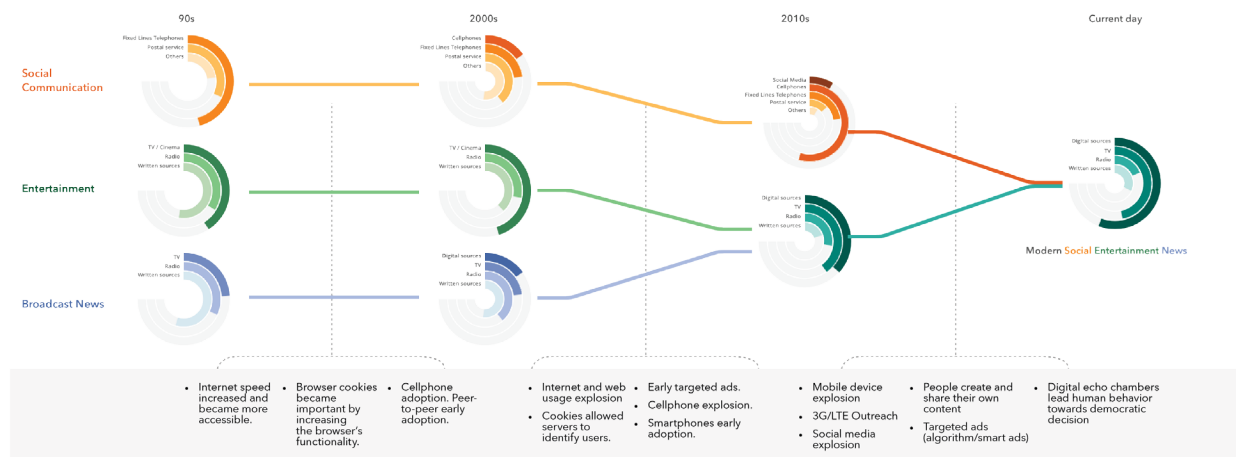 90s
2000s
2010s
Current day
Social
Communication
Fixed Lines Telephones
Postal service
Others
Cellphones
Fixed Lines Telephones
Postal service
Others
Social Media
Cellphones
Fixed Lines Telephones
Postal service
Others
Entertainment
TV / Cinema
Radio
Written sources
TV / Cinema
Radio
Written sources
Digital sources
TV
Radio
Written sources
Digital sources
TV
Radio
Written sources
Modern Social Entertainment News
Broadcast News
TV
Radio
Written sources
Digital sources
TV
Radio
Written sources
• Internet speed
increased and
became more
accessible.
• Browser cookies
became
important by
increasing
the browser's
functionality.
• Cellphone
adoption. Peer-
to-peer early
adoption.
• Internet and web
usage explosion
• Cookies allowed
servers to
identify users.
• Early targeted ads.
• Cellphone explosion.
• Smartphones early
adoption.
• Mobile device
explosion
• 3G/LTE Outreach
• Social media
explosion
• People create and
share their own
content
• Targeted ads
(algorithm/smart ads)
• Digital echo chambers
lead human behavior
towards democratic
decision